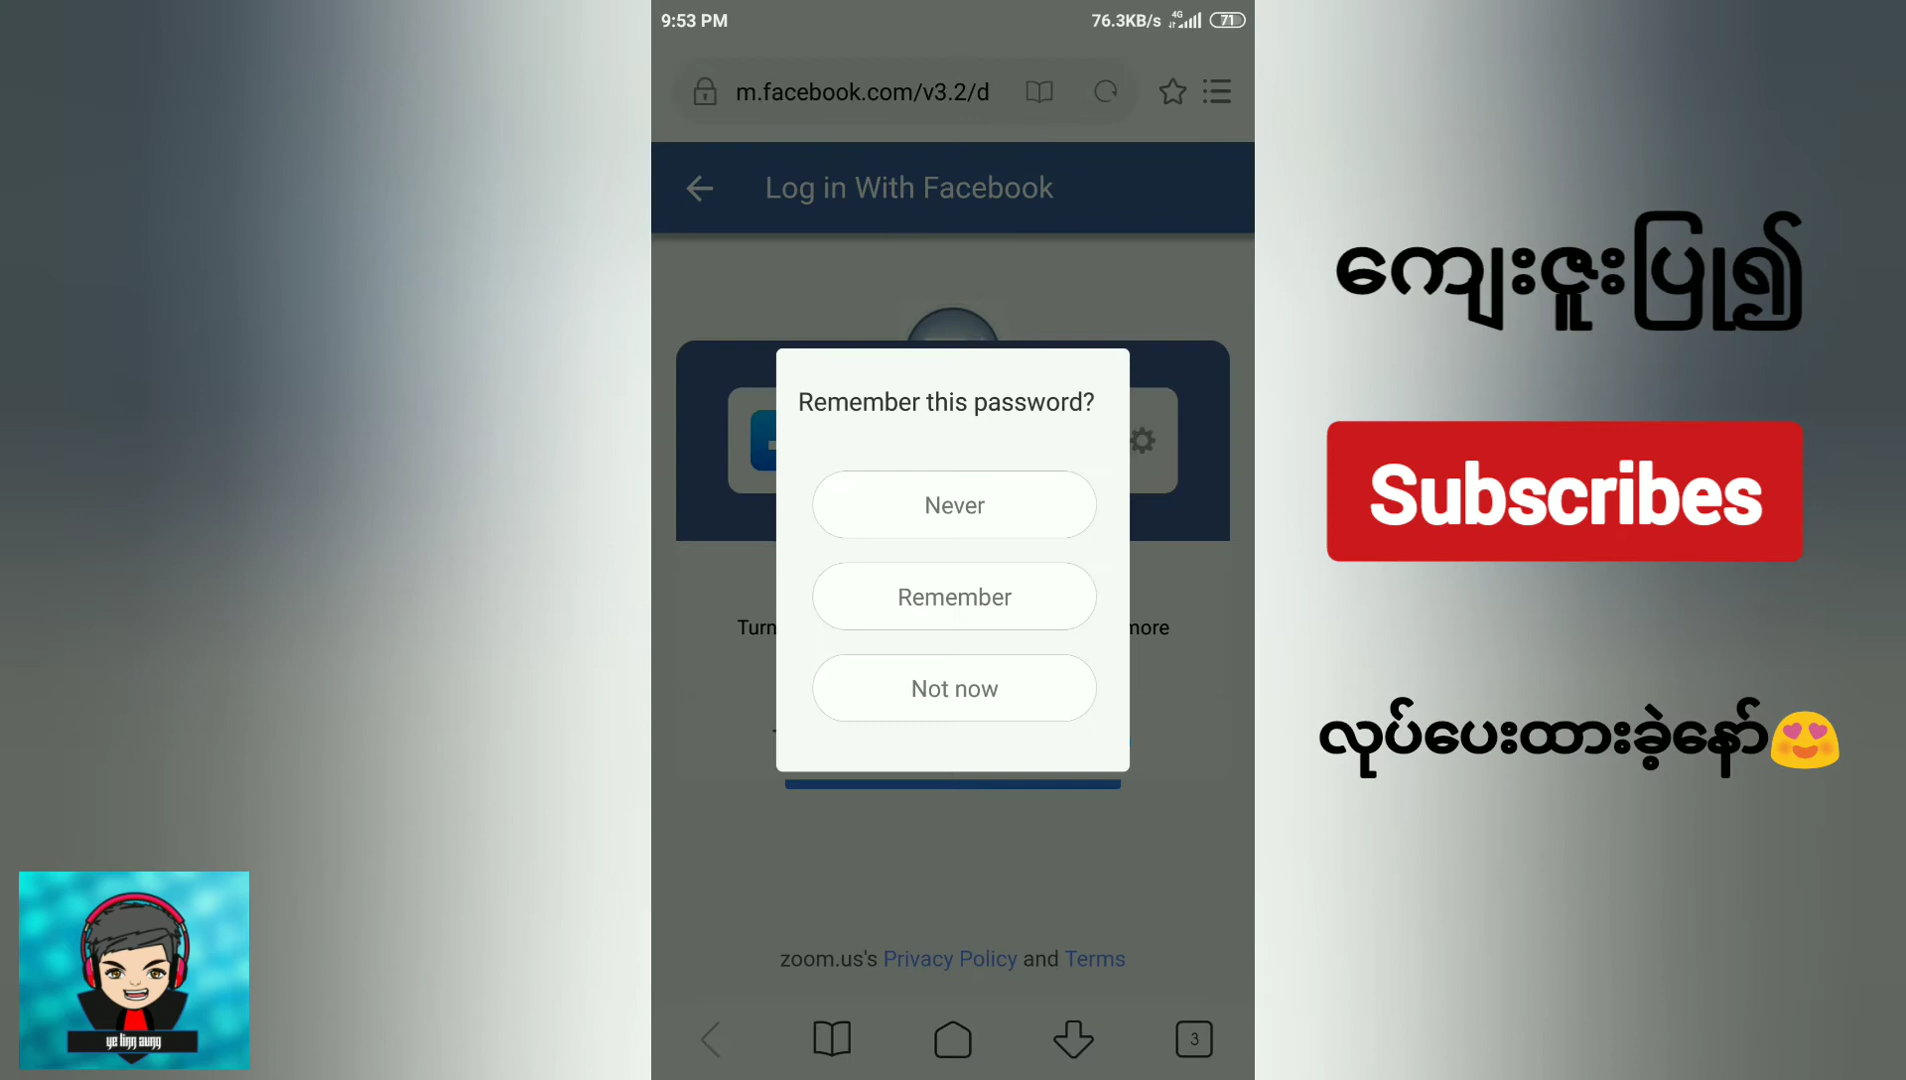 9:53 PM
76.3KB/s 4G 71
m.facebook.com/v3.2/d
Log in With Facebook
Remember this password?
Never
Remember
Turn
more
Not now
zoom.us's Privacy Policy and Terms
3
ကျေးဇူးပြု၍
Subscribes
လုပ်ပေးထားခဲ့နော်😍
ye linn aung